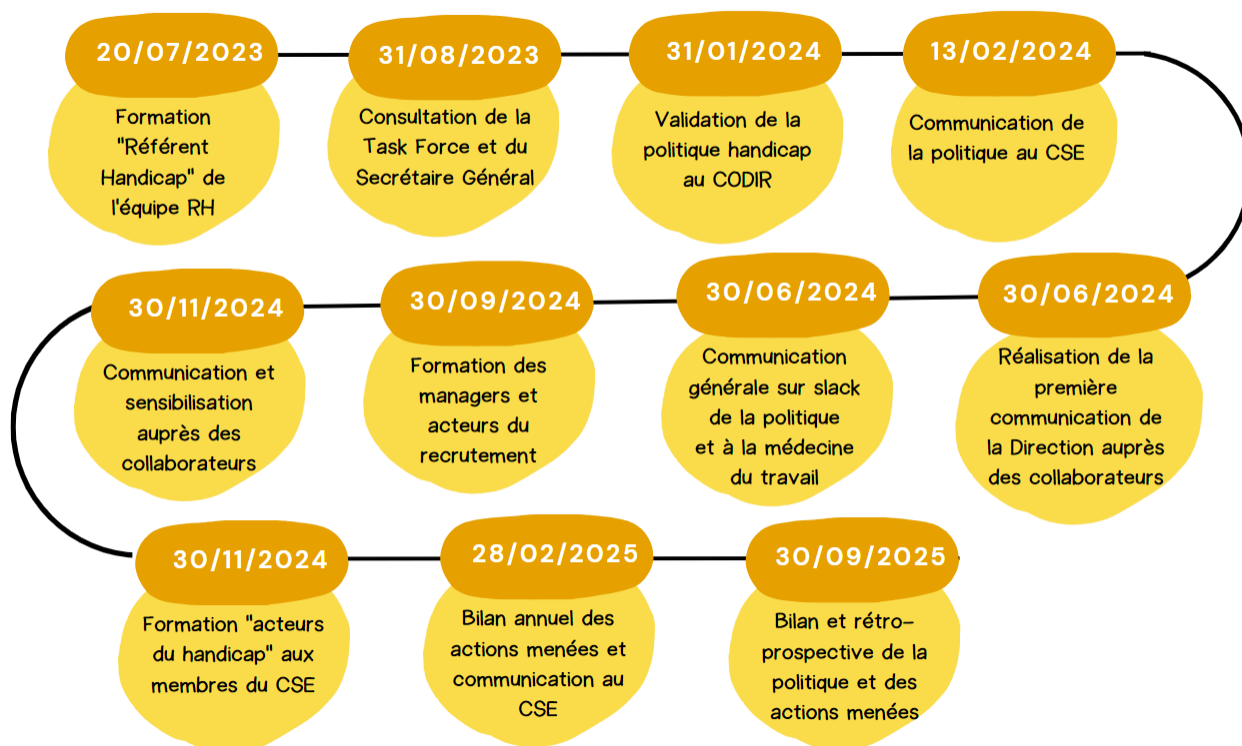 20/07/2023
Formation
"Référent
Handicap" de
l'équipe RH
31/08/2023
Consultation de la
Task Force et du
Secrétaire Général
31/01/2024
Validation de la
politique handicap
au CODIR
13/02/2024
Communication de
la politique au CSE
30/06/2024
Réalisation de la
première
communication de
la Direction auprès
des collaborateurs
30/06/2024
Communication
générale sur slack
de la politique
et à la médecine
du travail
30/09/2024
Formation des
managers et
acteurs du
recrutement
30/11/2024
Communication et
sensibilisation
auprès des
collaborateurs
30/11/2024
Formation "acteurs
du handicap" aux
membres du CSE
28/02/2025
Bilan annuel des
actions menées et
communication au
CSE
30/09/2025
Bilan et rétro-
prospective de la
politique et des
actions menées